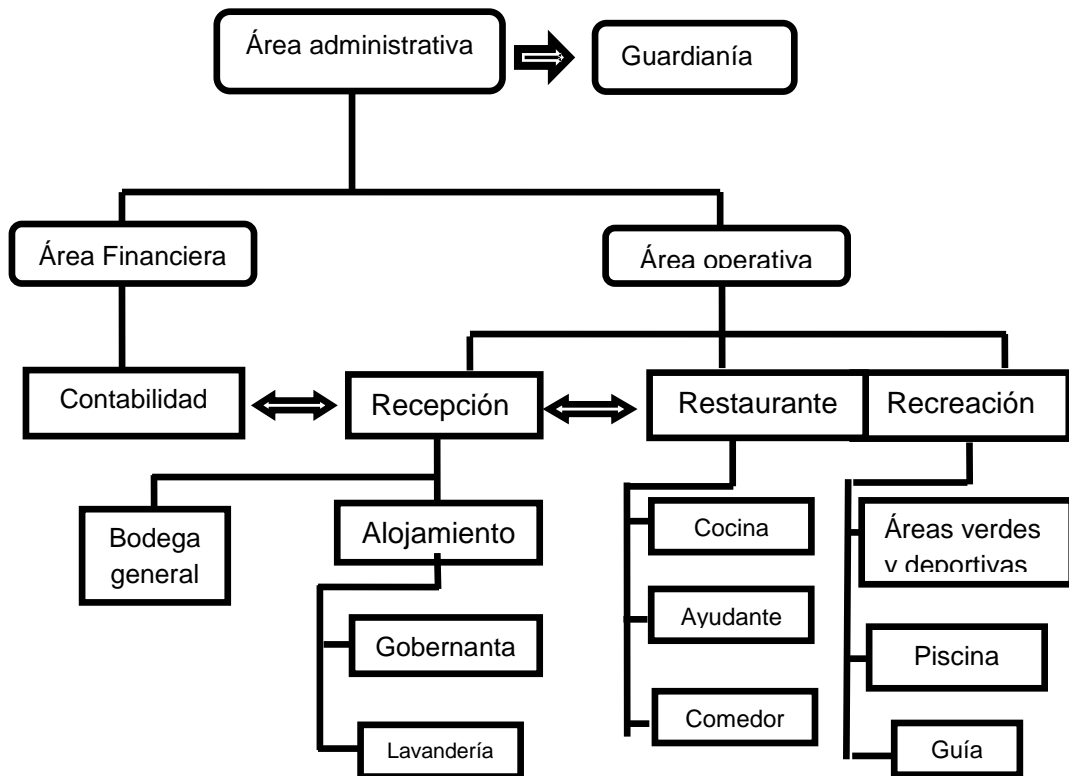 Área administrativa
Guardianía
Área Financiera
Área operativa
Contabilidad
Recepción
Restaurante
Recreación
Bodega
general
Alojamiento
Cocina
Áreas verdes
y deportivas
Gobernanta
Ayudante
Piscina
Lavandería
Comedor
Guía